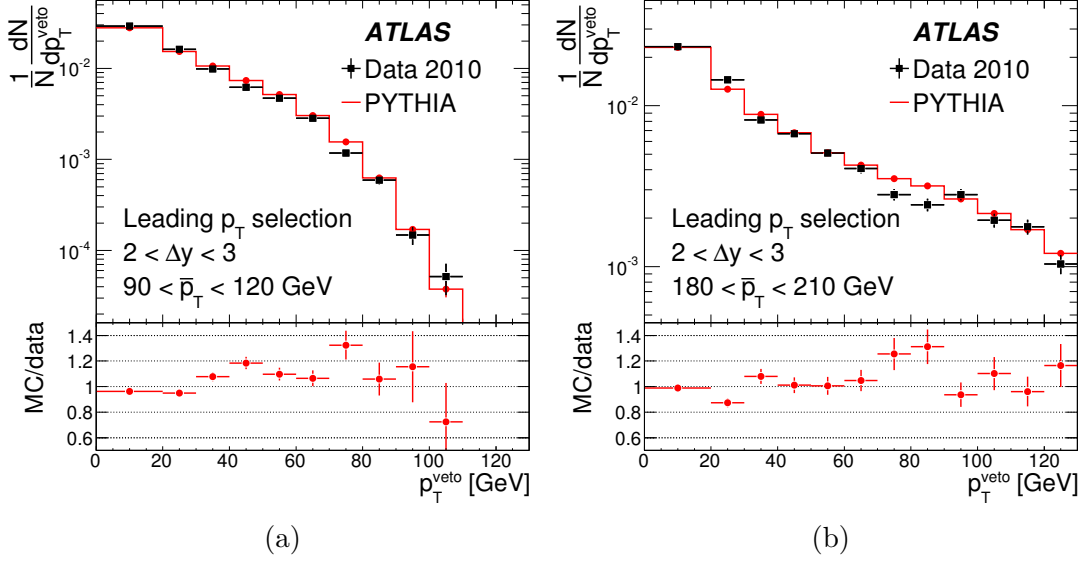 1/N dN/dp_T^veto
ATLAS
Data 2010
PYTHIA
10^-2
10^-3
10^-4
Leading p_T selection
2 < Δy < 3
90 < p̅_T < 120 GeV
MC/data
1.4
1.2
1
0.8
0.6
0 20 40 60 80 100 120
p_T^veto [GeV]
(a)
1/N dN/dp_T^veto
ATLAS
Data 2010
PYTHIA
10^-2
10^-3
Leading p_T selection
2 < Δy < 3
180 < p̅_T < 210 GeV
MC/data
1.4
1.2
1
0.8
0.6
0 20 40 60 80 100 120
p_T^veto [GeV]
(b)